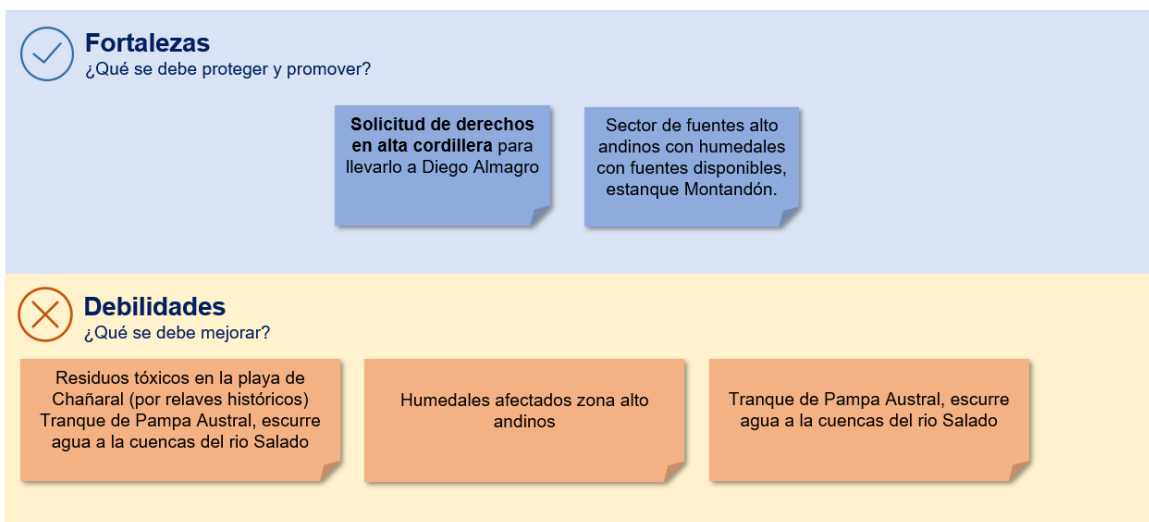 Fortalezas
¿Qué se debe proteger y promover?
Solicitud de derechos
en alta cordillera para
llevarlo a Diego Almagro
Sector de fuentes alto
andinos con humedales
con fuentes disponibles,
estanque Montandón.
Debilidades
¿Qué se debe mejorar?
Residuos tóxicos en la playa de
Chañaral (por relaves históricos)
Tranque de Pampa Austral, escurre
agua a la cuencas del rio Salado
Humedales afectados zona alto
andinos
Tranque de Pampa Austral, escurre
agua a la cuencas del rio Salado